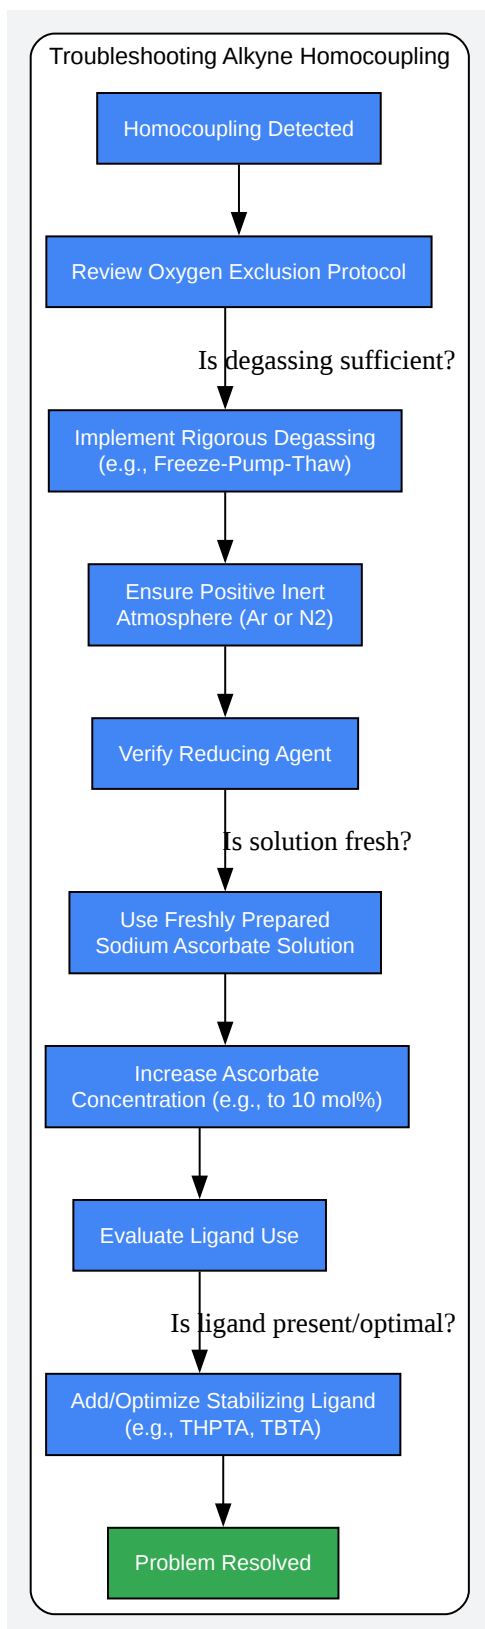 Troubleshooting Alkyne Homocoupling
Homocoupling Detected
Review Oxygen Exclusion Protocol
Is degassing sufficient?
Implement Rigorous Degassing
(e.g., Freeze-Pump-Thaw)
Ensure Positive Inert
Atmosphere (Ar or N2)
Verify Reducing Agent
Is solution fresh?
Use Freshly Prepared
Sodium Ascorbate Solution
Increase Ascorbate
Concentration (e.g., to 10 mol%)
Evaluate Ligand Use
Is ligand present/optimal?
Add/Optimize Stabilizing Ligand
(e.g., THPTA, TBTA)
Problem Resolved